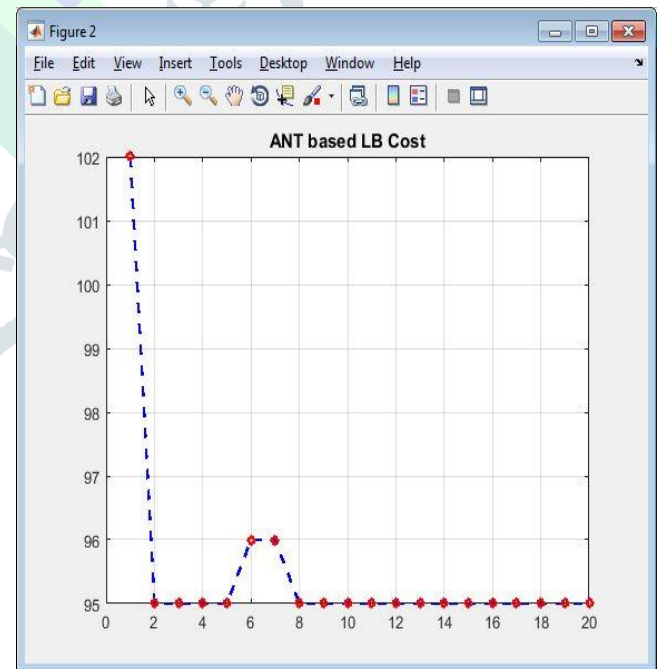 Figure 2
File Edit View Insert Tools Desktop Window Help
ANT based LB Cost
102
101
100
99
98
97
96
95
0 2 4 6 8 10 12 14 16 18 20